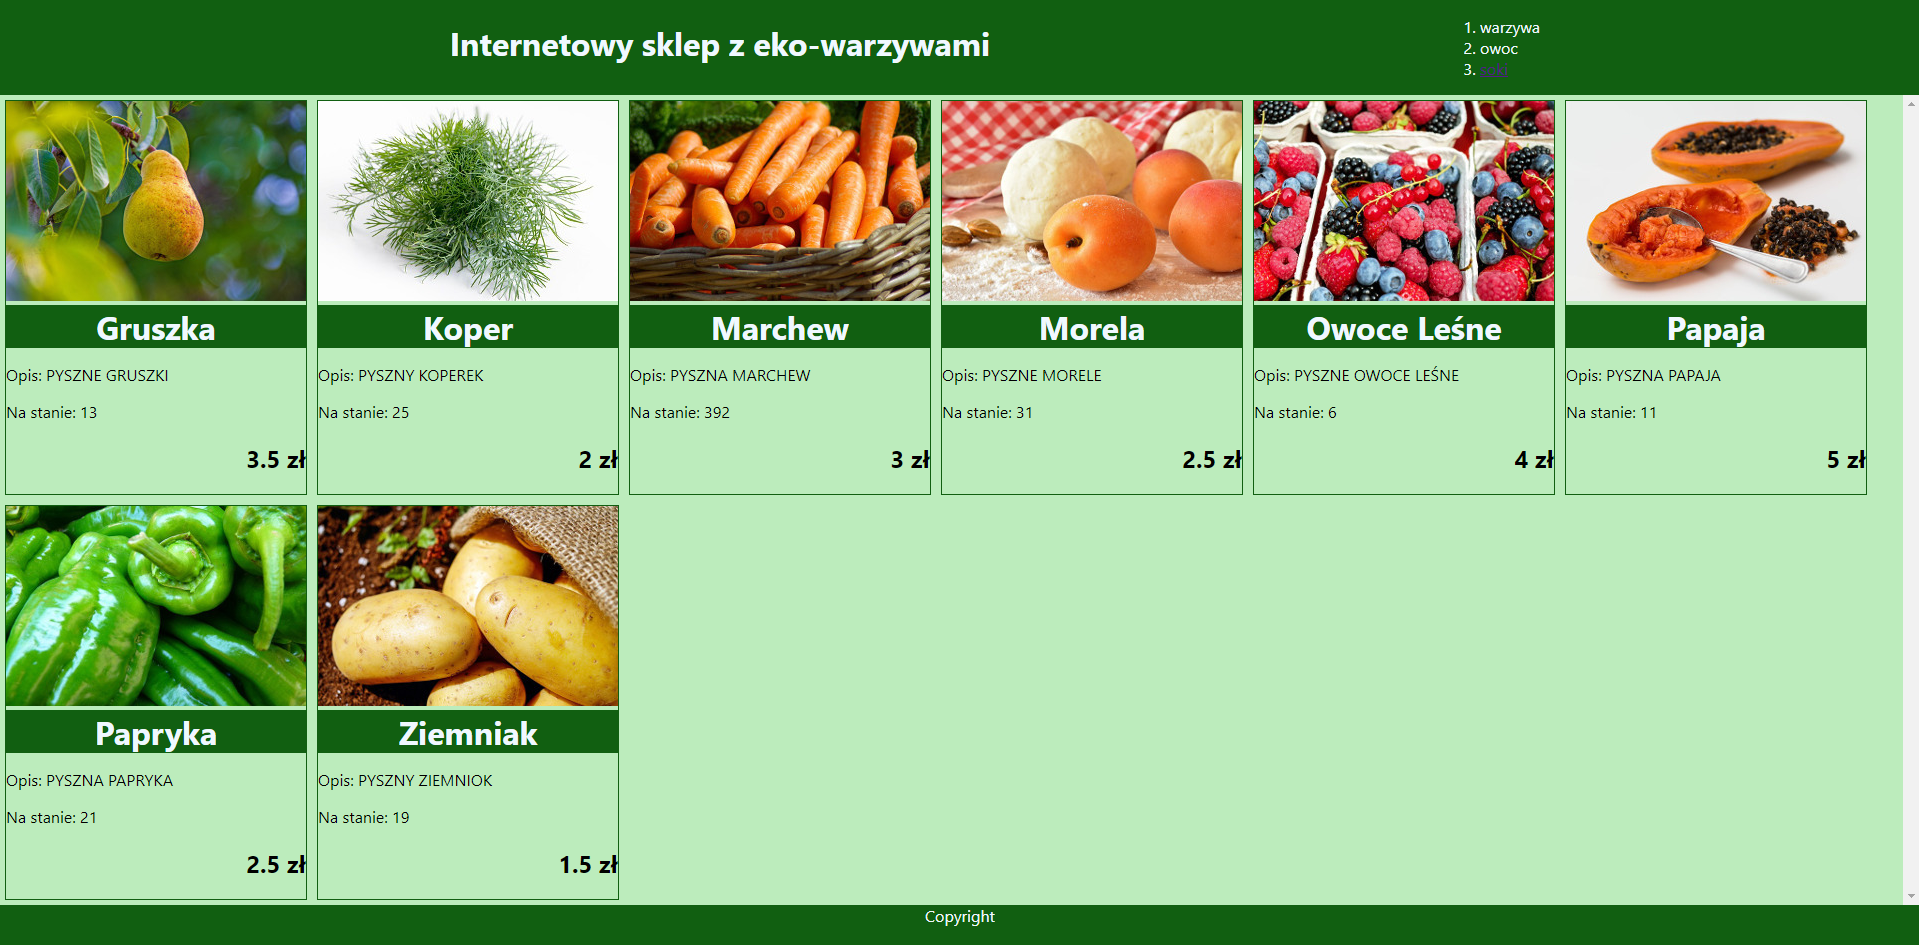 Internetowy sklep z eko-warzywami
1. warzywa
2. owoc
3. soki
Gruszka
Opis: PYSZNE GRUSZKI
Na stanie: 13
3.5 zł
Koper
Opis: PYSZNY KOPEREK
Na stanie: 25
2 zł
Marchew
Opis: PYSZNA MARCHEW
Na stanie: 392
3 zł
Morela
Opis: PYSZNE MORELE
Na stanie: 31
2.5 zł
Owoce Leśne
Opis: PYSZNE OWOCE LEŚNE
Na stanie: 6
4 zł
Papaja
Opis: PYSZNA PAPAJA
Na stanie: 11
5 zł
Papryka
Opis: PYSZNA PAPRYKA
Na stanie: 21
2.5 zł
Ziemniak
Opis: PYSZNY ZIEMNIOK
Na stanie: 19
1.5 zł
Copyright